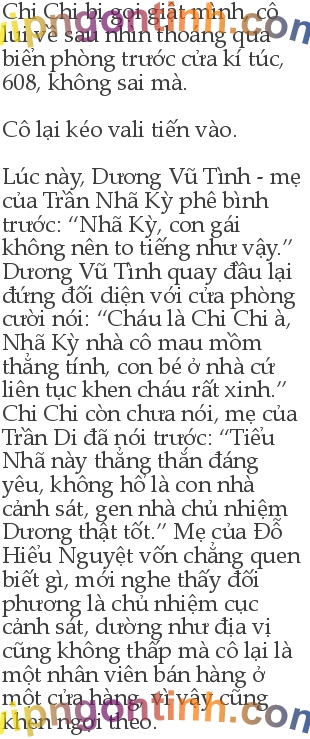 Chi Chi bị gọi giật mình, cô
lùi về sau nhìn thoáng qua
biển phòng trước cửa kí túc,
608, không sai mà.
Cô lại kéo vali tiến vào.
Lúc này, Dương Vũ Tình - mẹ
của Trần Nhã Kỳ phê bình
trước: “Nhã Kỳ, con gái
không nên to tiếng như vậy.”
Dương Vũ Tình quay đầu lại
đứng đối diện với cửa phòng
cười nói: “Cháu là Chi Chi à,
Nhã Kỳ nhà cô mau mồm
thẳng tính, con bé ở nhà cứ
liên tục khen cháu rất xinh.”
Chi Chi còn chưa nói, mẹ của
Trần Di đã nói trước: “Tiểu
Nhã này thẳng thắn đáng
yêu, không hổ là con nhà
cảnh sát, gen nhà chủ nhiệm
Dương thật tốt.” Mẹ của Đỗ
Hiểu Nguyệt vốn chẳng quen
biết gì, mới nghe thấy đối
phương là chủ nhiệm cục
cảnh sát, dường như địa vị
cũng không thấp mà cô lại là
một nhân viên bán hàng ở
một cửa hàng, vì vậy cũng
khen ngợi theo.
vipngontinh.com
vipngontinh.com